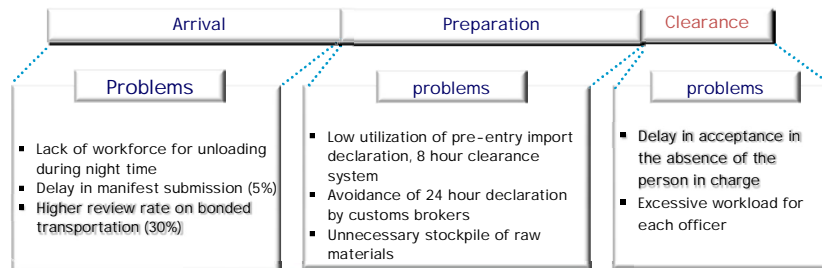 Arrival
Preparation
Clearance
Problems
▪ Lack of workforce for unloading
during night time
▪ Delay in manifest submission (5%)
▪ Higher review rate on bonded
transportation (30%)
problems
▪ Low utilization of pre-entry import
declaration, 8 hour clearance
system
▪ Avoidance of 24 hour declaration
by customs brokers
▪ Unnecessary stockpile of raw
materials
problems
▪ Delay in acceptance in
the absence of the
person in charge
▪ Excessive workload for
each officer